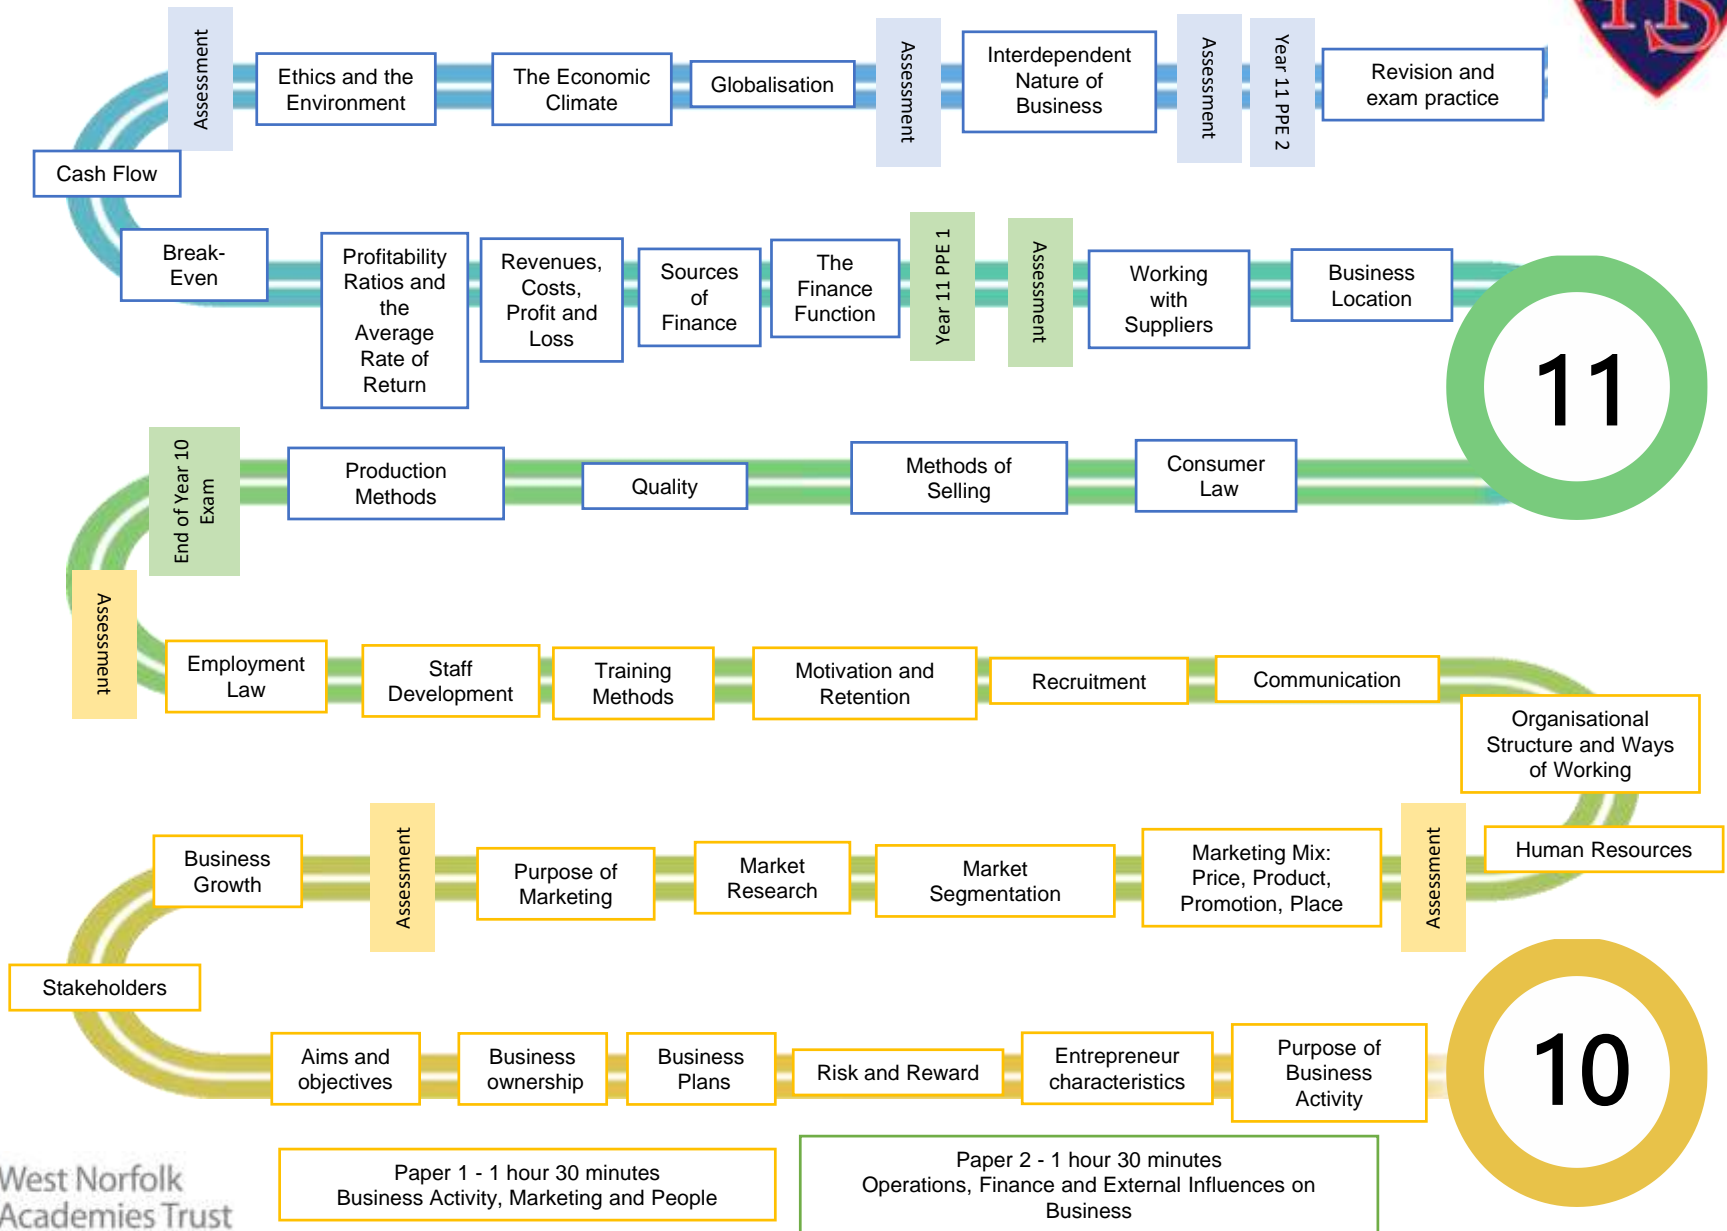 Assessment
Ethics and the
Environment
The Economic
Climate
Globalisation
Assessment
Interdependent
Nature of
Business
Assessment
Year 11 PPE 2
Revision and
exam practice
Cash Flow
Break-
Even
Profitability
Ratios and
the
Average
Rate of
Return
Revenues,
Costs,
Profit and
Loss
Sources
of
Finance
The
Finance
Function
Year 11 PPE 1
Assessment
Working
with
Suppliers
Business
Location
11
End of Year 10
Exam
Production
Methods
Quality
Methods of
Selling
Consumer
Law
Assessment
Employment
Law
Staff
Development
Training
Methods
Motivation and
Retention
Recruitment
Communication
Organisational
Structure and Ways
of Working
Business
Growth
Assessment
Purpose of
Marketing
Market
Research
Market
Segmentation
Marketing Mix:
Price, Product,
Promotion, Place
Assessment
Human Resources
Stakeholders
Aims and
objectives
Business
ownership
Business
Plans
Risk and Reward
Entrepreneur
characteristics
Purpose of
Business
Activity
10
Paper 1 - 1 hour 30 minutes
Business Activity, Marketing and People
Paper 2 - 1 hour 30 minutes
Operations, Finance and External Influences on
Business
West Norfolk
Academies Trust